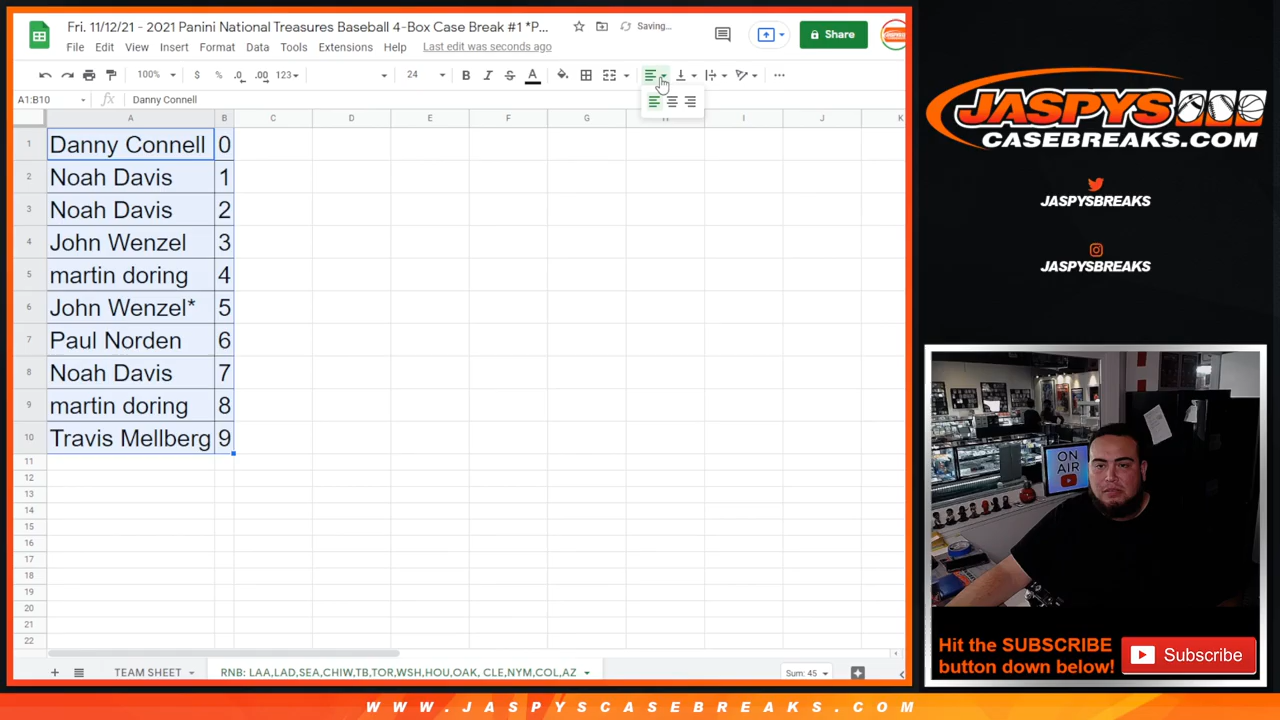 Fri. 11/12/21 - 2021 Panini National Treasures Baseball 4-Box Case Break #1 *P...
Saving...
File Edit View Insert Format Data Tools Extensions Help Last edit was seconds ago
Share
100% $ % .0 .00 123 24 B I S A
A1:B10 fx Danny Connell
A B C D E F G H I J K
1 Danny Connell 0
2 Noah Davis 1
3 Noah Davis 2
4 John Wenzel 3
5 martin doring 4
6 John Wenzel* 5
7 Paul Norden 6
8 Noah Davis 7
9 martin doring 8
10 Travis Mellberg 9
11
12
13
14
15
16
17
18
19
20
21
22
TEAM SHEET RNB: LAA,LAD,SEA,CHIW,TB,TOR,WSH,HOU,OAK, CLE,NYM,COL,AZ Sum: 45
JASPYS
CASEBREAKS.COM
JASPYSBREAKS
JASPYSBREAKS
ON
AIR
Hit the SUBSCRIBE
button down below!
Subscribe
WWW.JASPYSCASEBREAKS.COM